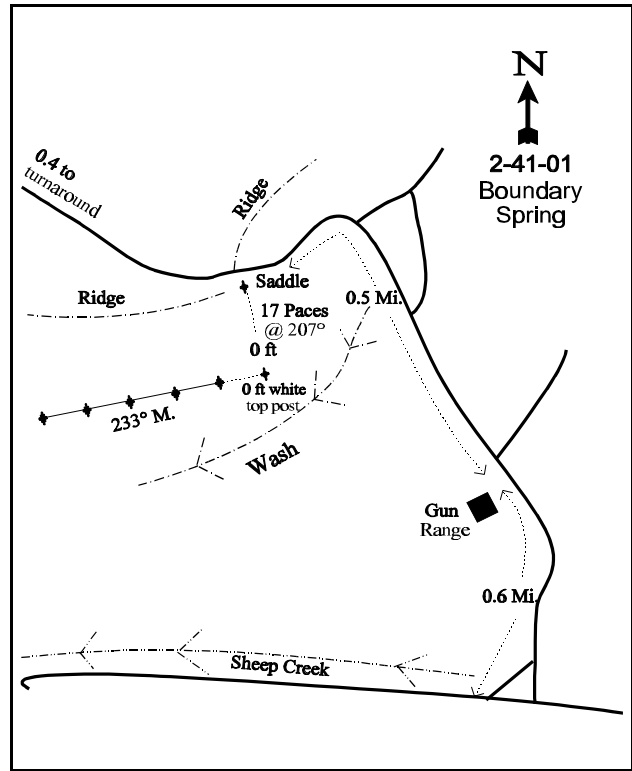 N
2-41-01
Boundary
Spring
0.4 to
turnaround
Ridge
Saddle
Ridge
17 Paces
@ 207°
0.5 Mi.
0 ft
0 ft white
top post
233° M.
Wash
Gun
Range
0.6 Mi.
Sheep Creek